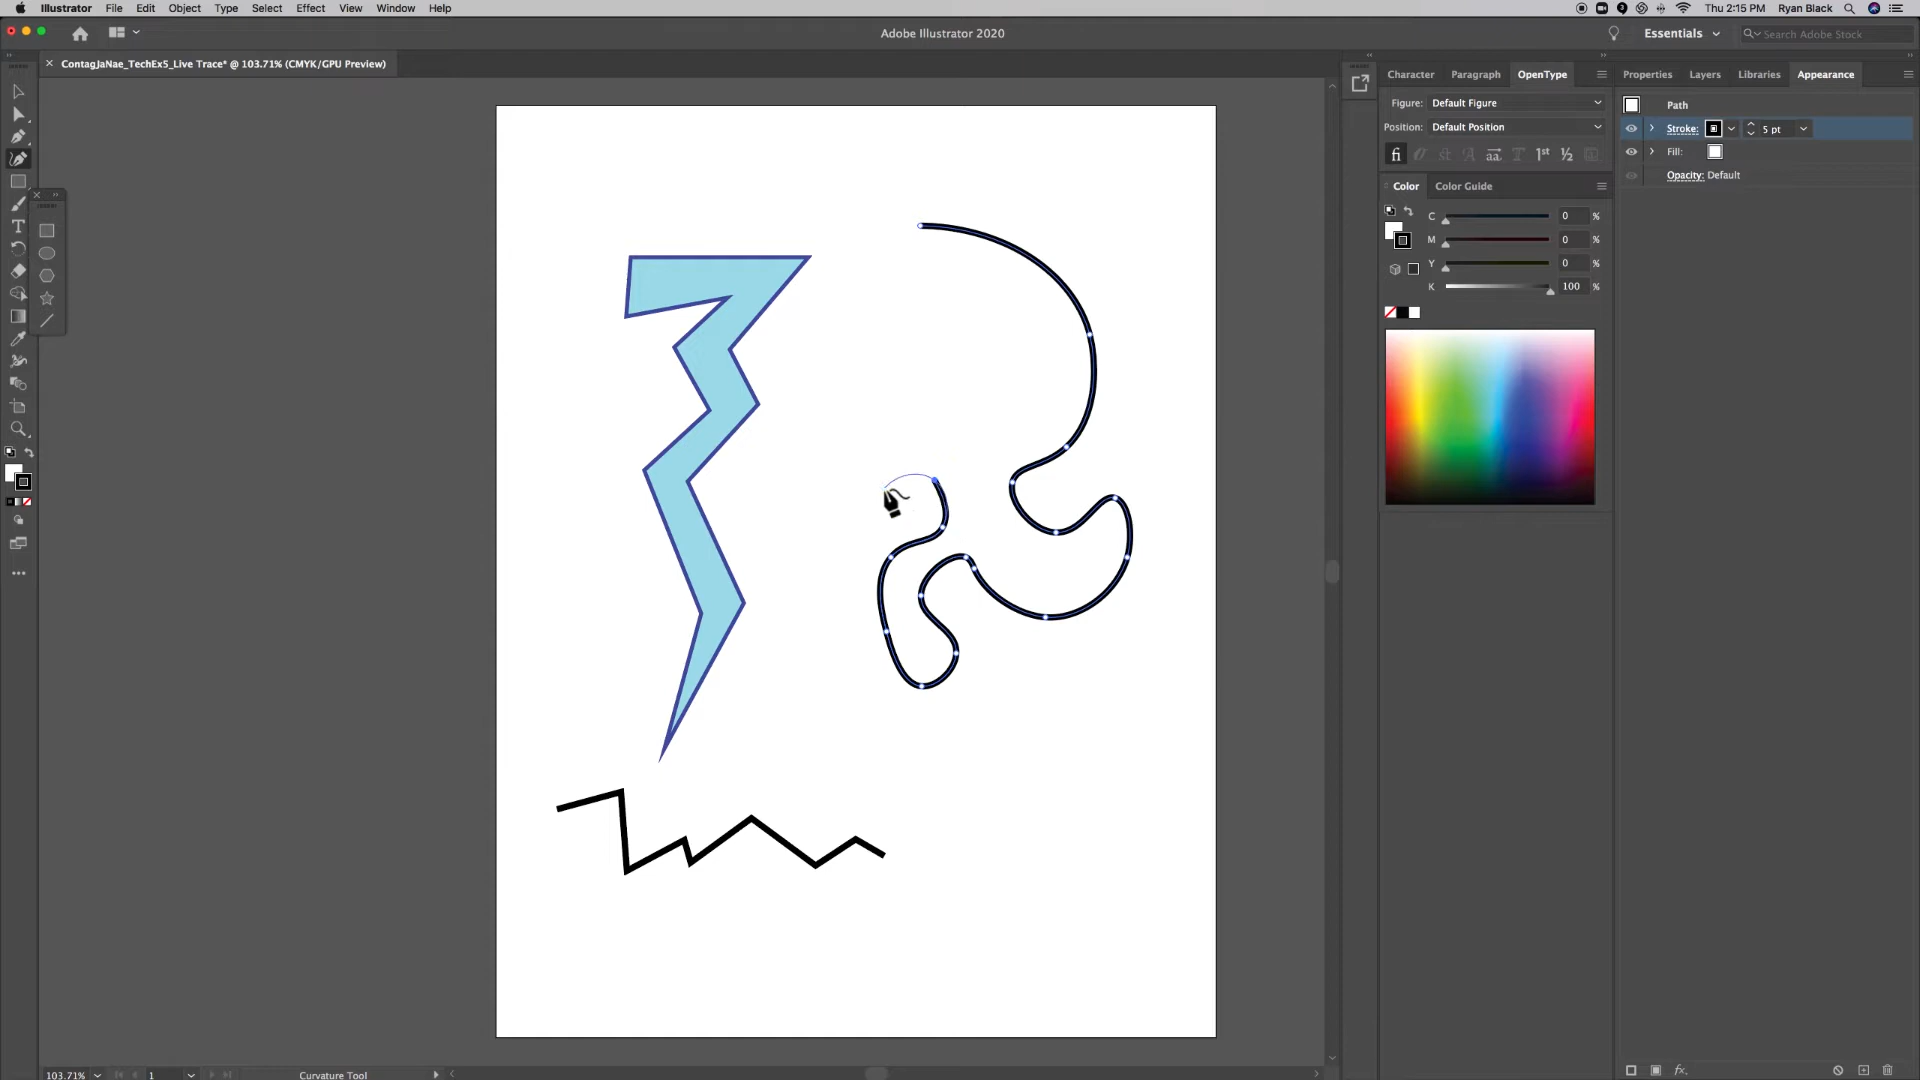 Illustrator File Edit Object Type Select Effect View Window Help Thu 2:15 PM Ryan Black
Adobe Illustrator 2020 Essentials Search Adobe Stock
ContagJaNae_TechEx5_Live Trace* @ 103.71% (CMYK/GPU Preview)
Character Paragraph OpenType Properties Layers Libraries Appearance
Figure: Default Figure Path
Position: Default Position Stroke: 5 pt
Fill:
Opacity: Default
Color Color Guide
C 0 %
M 0 %
Y 0 %
K 100 %
103.71% 1 Curvature Tool